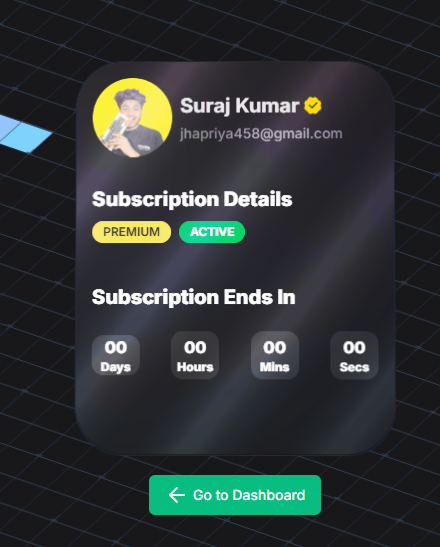 Suraj Kumar
jhapriya458@gmail.com
Subscription Details
PREMIUM ACTIVE
Subscription Ends In
00 00 00 00
Days Hours Mins Secs
Go to Dashboard